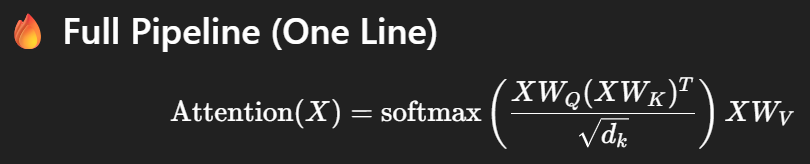 🔥 Full Pipeline (One Line)
Attention(X) = softmax ( XW_Q(XW_K)^T / √d_k ) XW_V